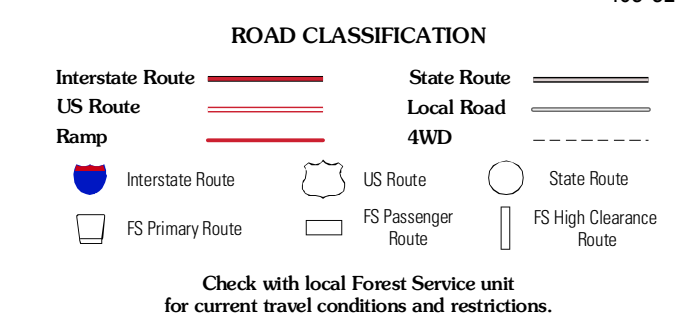 ROAD CLASSIFICATION
Interstate Route
State Route
US Route
Local Road
Ramp
4WD
Interstate Route
US Route
State Route
FS Primary Route
FS Passenger
Route
FS High Clearance
Route
Check with local Forest Service unit
for current travel conditions and restrictions.